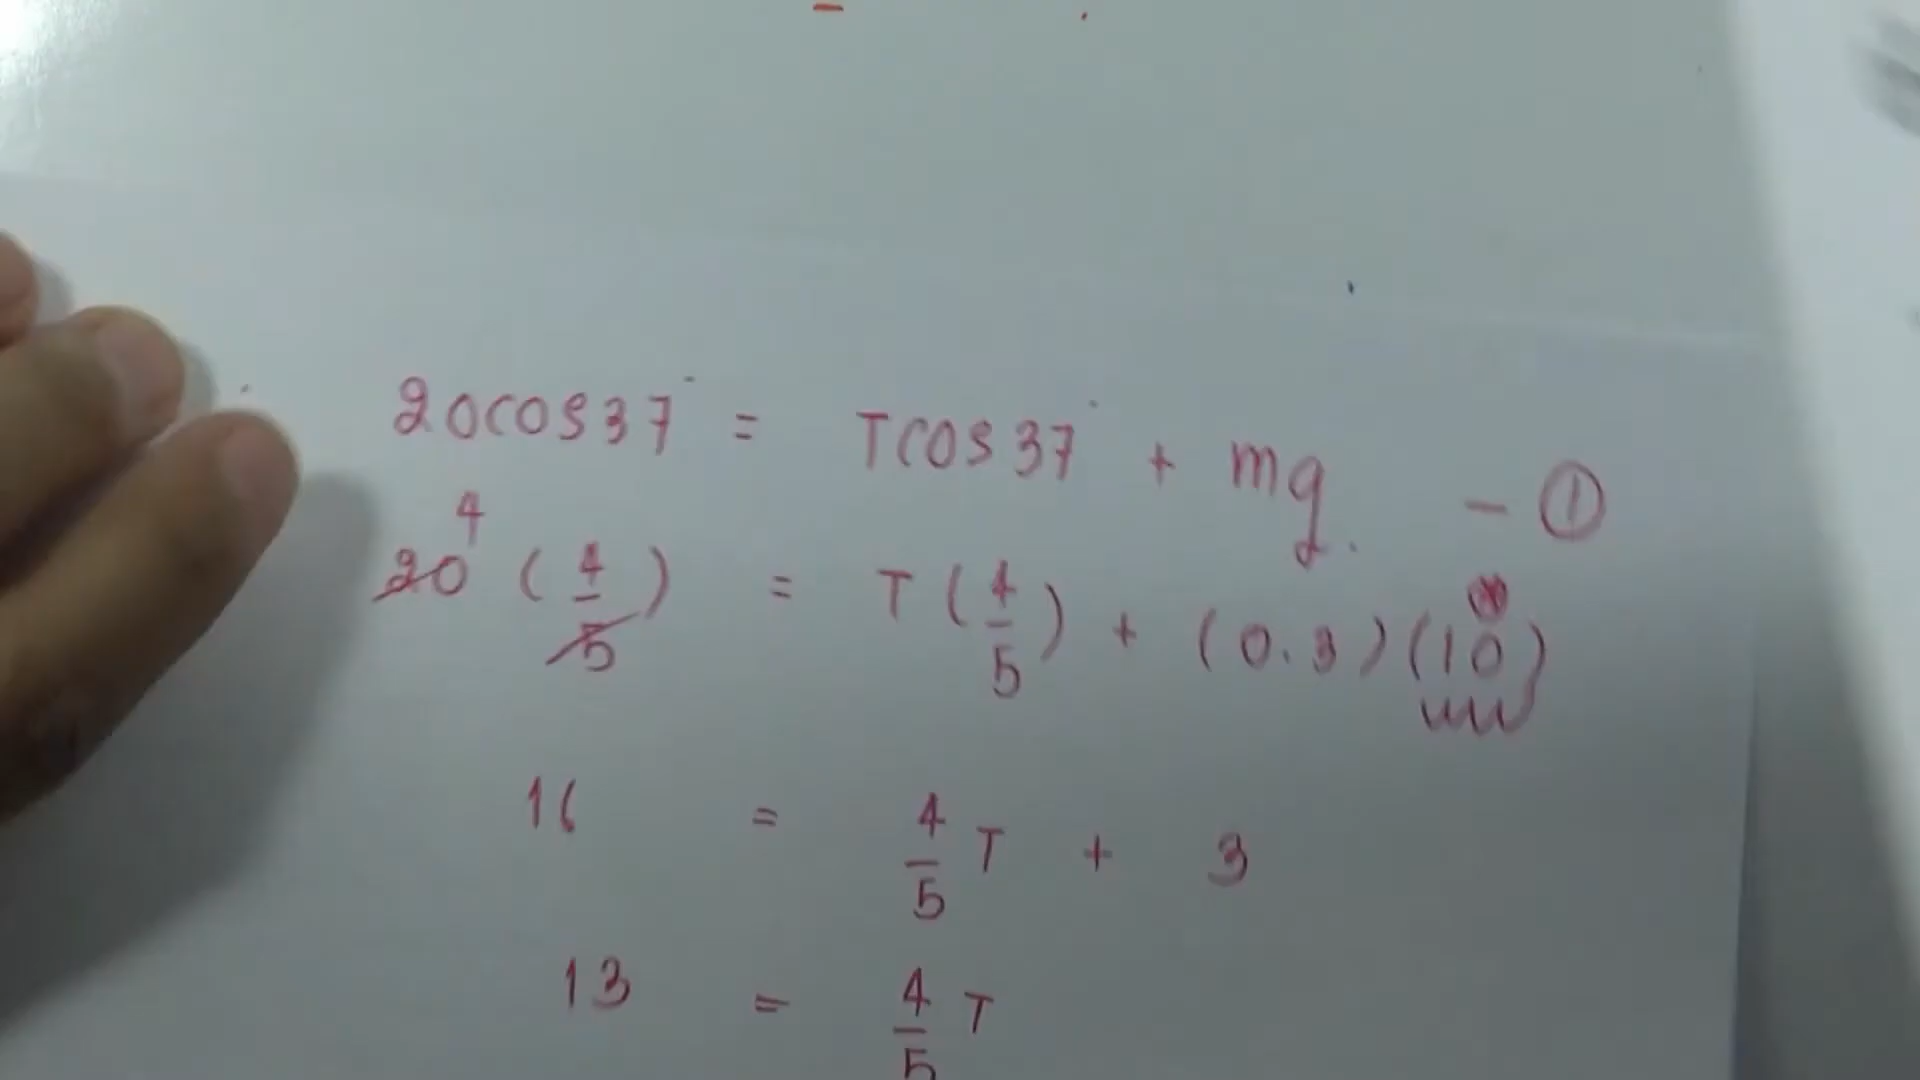 20cos37° = Tcos37° + mg. - ①
20 4 (4/5) = T(4/5) + (0.3)(10)
16 = 4/5 T + 3
13 = 4/5 T